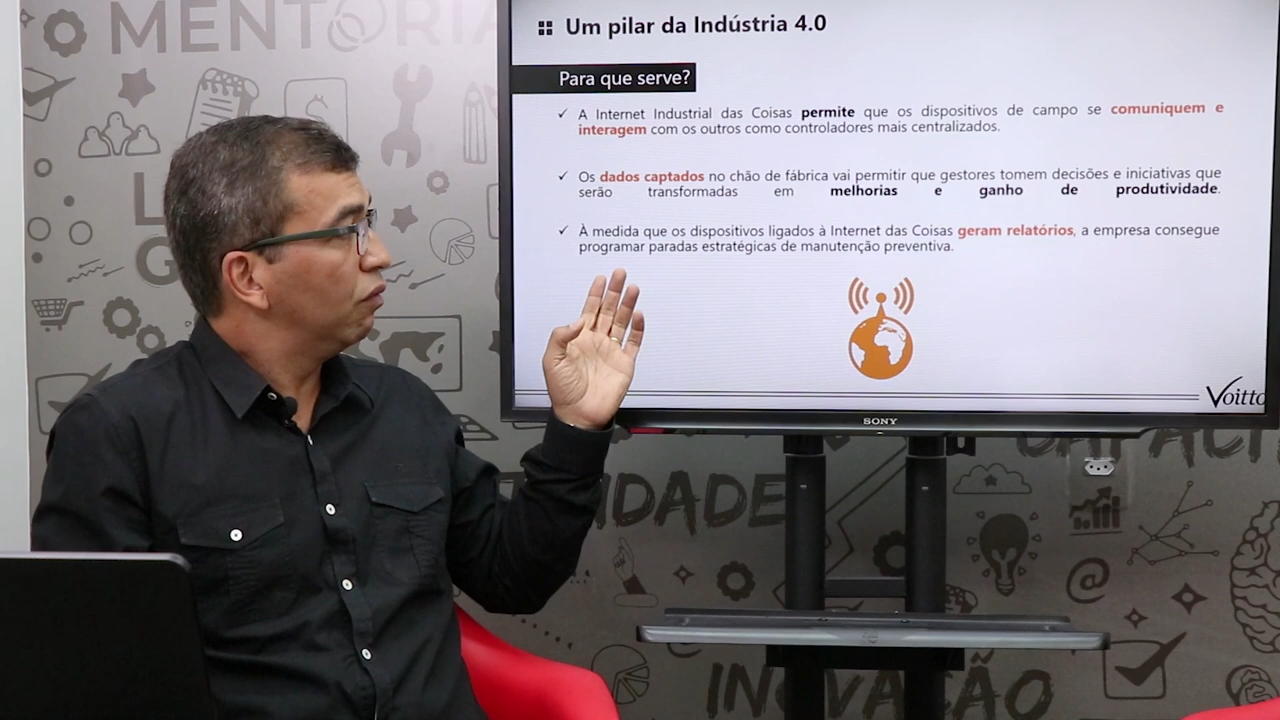 MENTORIA
Um pilar da Indústria 4.0
Para que serve?
✓ A Internet Industrial das Coisas permite que os dispositivos de campo se comuniquem e
interagem com os outros como controladores mais centralizados.
✓ Os dados captados no chão de fábrica vai permitir que gestores tomem decisões e iniciativas que
serão transformadas em melhorias e ganho de produtividade.
✓ À medida que os dispositivos ligados à Internet das Coisas geram relatórios, a empresa consegue
programar paradas estratégicas de manutenção preventiva.
Voitto
SONY
IDADE
INOVAÇÃO